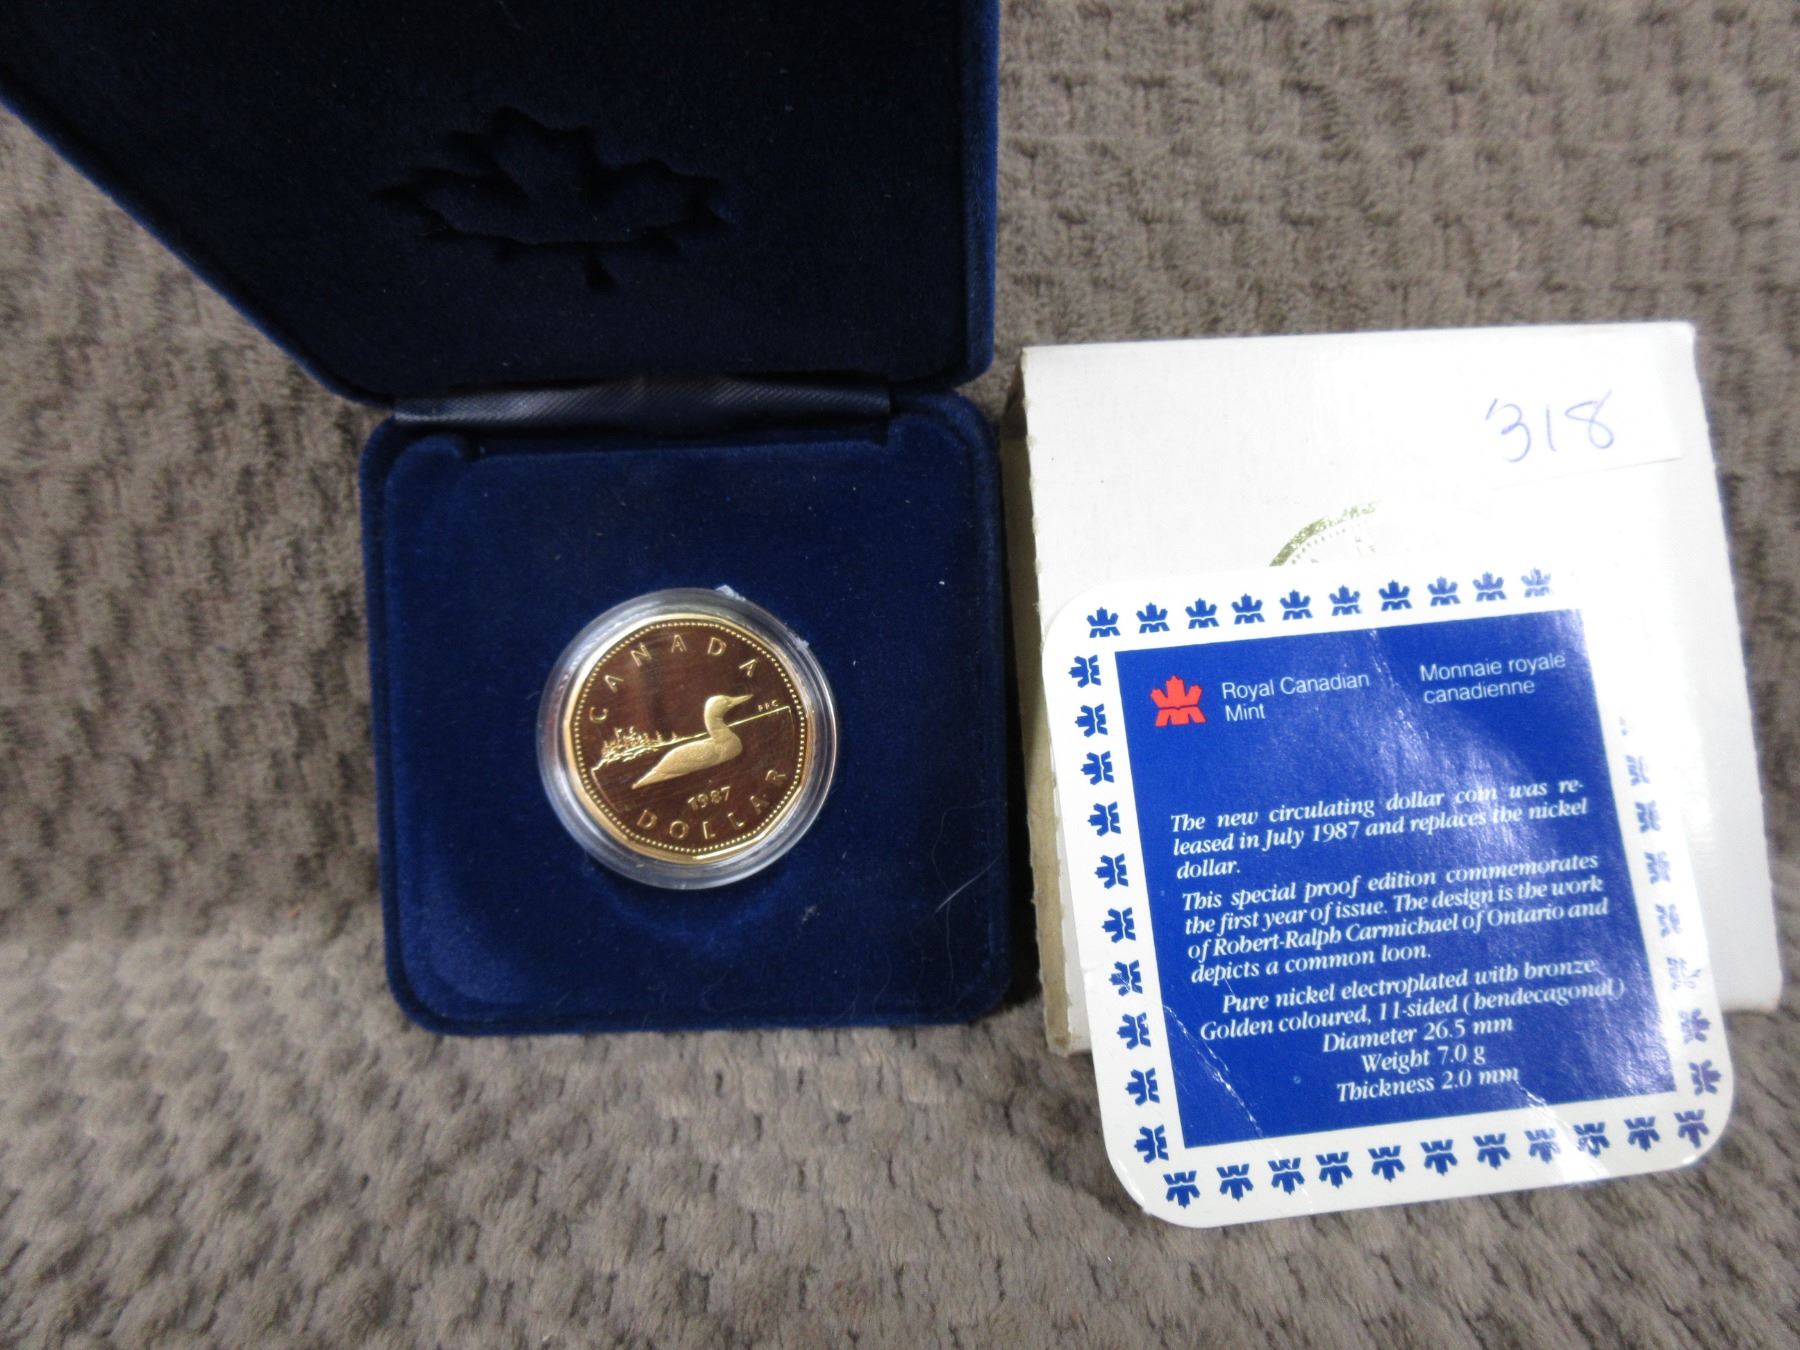 CANADA
RRC
1987
DOLLAR
318
Royal Canadian
Mint
Monnaie royale
canadienne
The new circulating dollar coin was re-
leased in July 1987 and replaces the nickel
dollar.
This special proof edition commemorates
the first year of issue. The design is the work
of Robert-Ralph Carmichael of Ontario and
depicts a common loon.
Pure nickel electroplated with bronze
Golden coloured, 11-sided (hendecagonal)
Diameter 26.5 mm
Weight 7.0 g
Thickness 2.0 mm